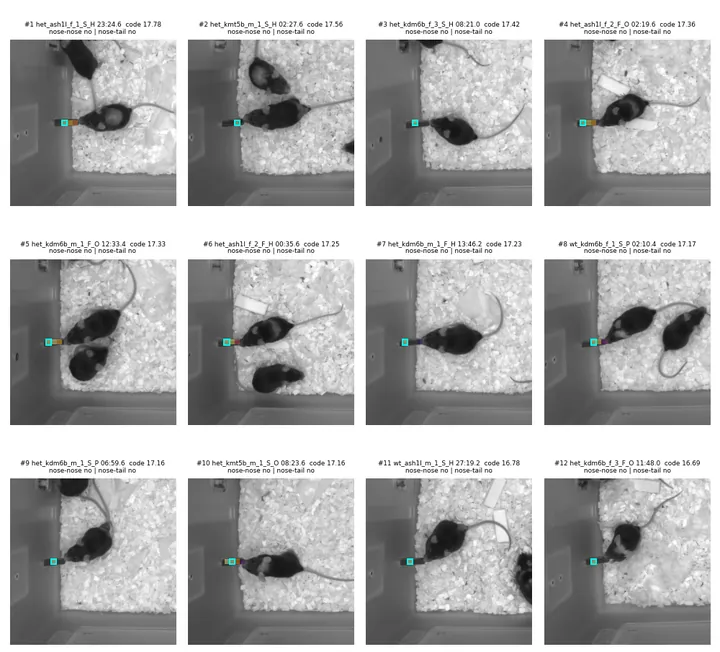 #1 het_ash1l_f_1_S_H 23:24.6 code 17.78
nose-nose no | nose-tail no
#2 het_kmt5b_m_1_S_H 02:27.6 code 17.56
nose-nose no | nose-tail no
#3 het_kdm6b_f_3_S_H 08:21.0 code 17.42
nose-nose no | nose-tail no
#4 het_ash1l_f_2_F_O 02:19.6 code 17.36
nose-nose no | nose-tail no
#5 het_kdm6b_m_1_F_O 12:33.4 code 17.33
nose-nose no | nose-tail no
#6 het_ash1l_f_2_F_H 00:35.6 code 17.25
nose-nose no | nose-tail no
#7 het_kdm6b_m_1_F_H 13:46.2 code 17.23
nose-nose no | nose-tail no
#8 wt_kdm6b_f_1_S_P 02:10.4 code 17.17
nose-nose no | nose-tail no
#9 het_kdm6b_m_1_S_P 06:59.6 code 17.16
nose-nose no | nose-tail no
#10 het_kmt5b_m_1_S_O 08:23.6 code 17.16
nose-nose no | nose-tail no
#11 wt_ash1l_m_1_S_H 27:19.2 code 16.78
nose-nose no | nose-tail no
#12 het_kdm6b_f_3_F_O 11:48.0 code 16.69
nose-nose no | nose-tail no